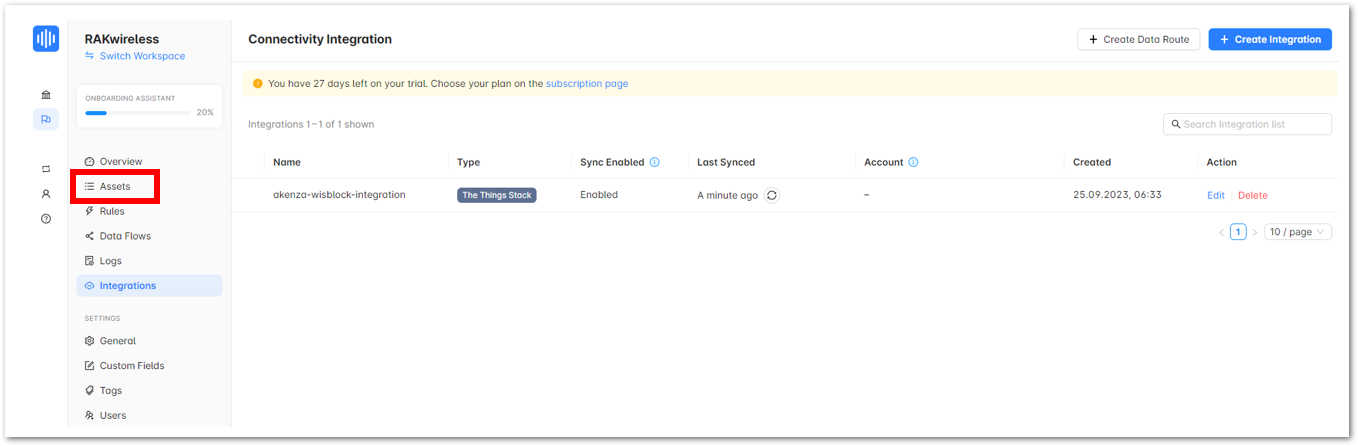 RAKwireless
Switch Workspace
ONBOARDING ASSISTANT
20%
Overview
Assets
Rules
Data Flows
Logs
Integrations
SETTINGS
General
Custom Fields
Tags
Users
Connectivity Integration
+ Create Data Route
+ Create Integration
You have 27 days left on your trial. Choose your plan on the subscription page
Integrations 1–1 of 1 shown
Search Integration list
Name Type Sync Enabled Last Synced Account Created Action
akenza-wisblock-integration The Things Stack Enabled A minute ago – 25.09.2023, 06:33 Edit Delete
< 1 > 10 / page